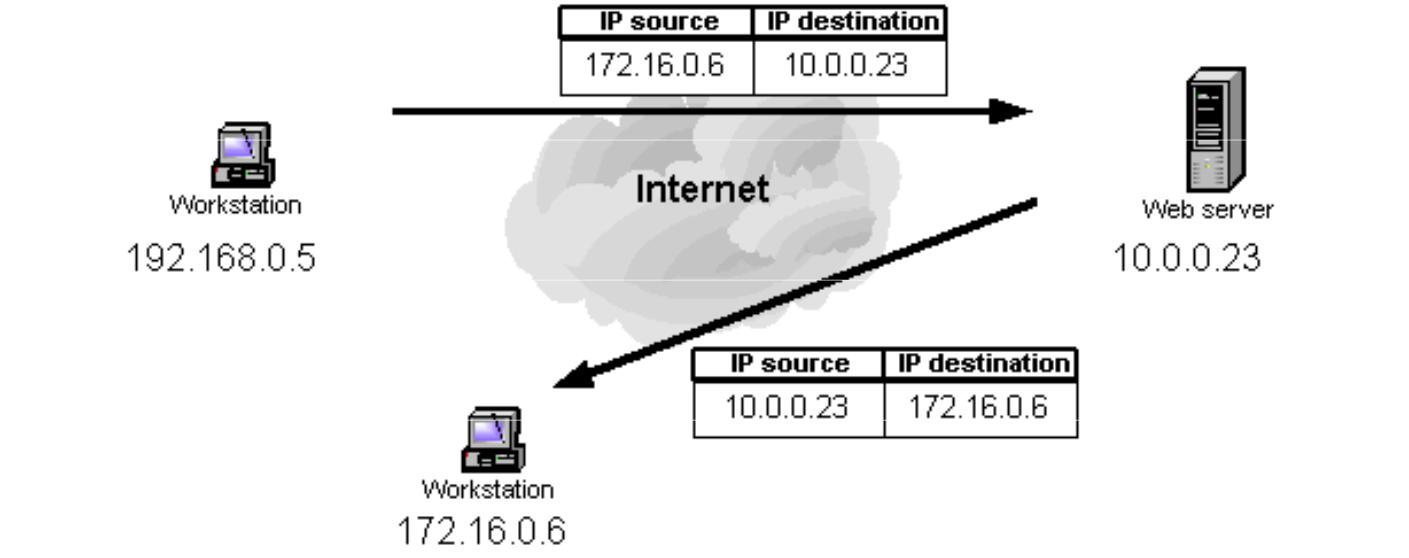 IP source IP destination
172.16.0.6 10.0.0.23
Internet
Workstation
192.168.0.5
Web server
10.0.0.23
IP source IP destination
10.0.0.23 172.16.0.6
Workstation
172.16.0.6